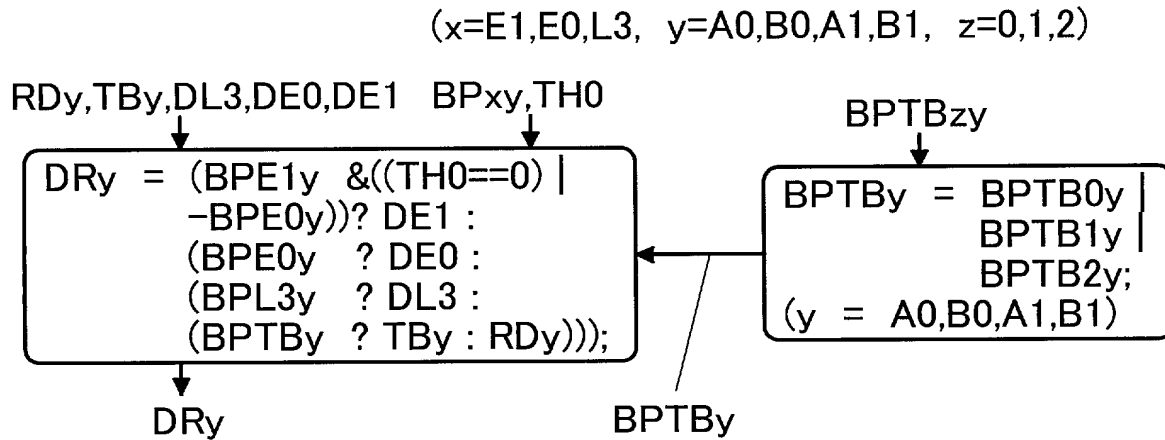 (x=E1,E0,L3, y=A0,B0,A1,B1, z=0,1,2)
RDy,TBy,DL3,DE0,DE1 BPxy,TH0
BPTBzy
DRy = (BPE1y &((TH0==0) |
-BPE0y))? DE1 :
(BPE0y ? DE0 :
(BPL3y ? DL3 :
(BPTBy ? TBy : RDy)));
BPTBy = BPTB0y |
BPTB1y |
BPTB2y;
(y = A0,B0,A1,B1)
DRy
BPTBy